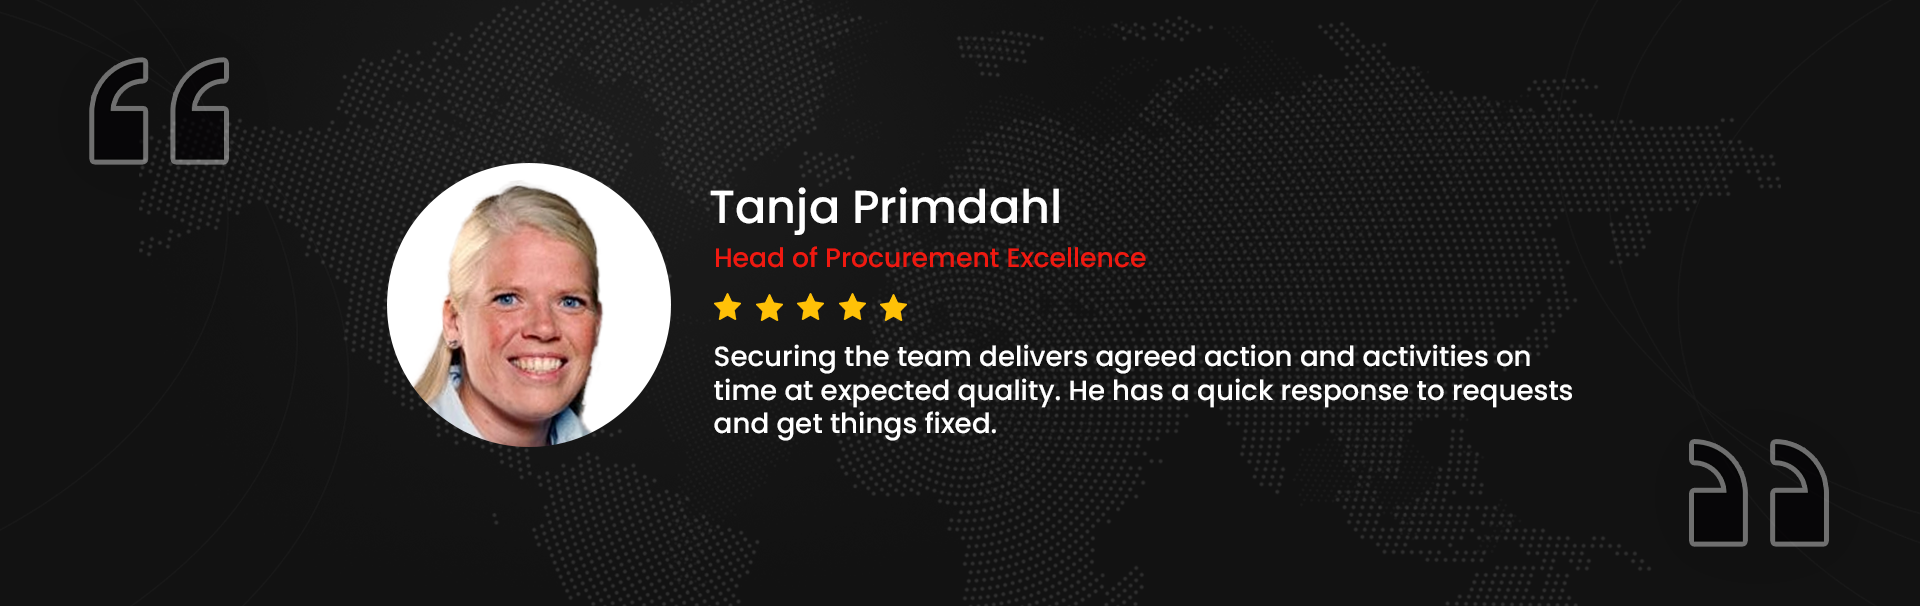 Tanja Primdahl
Head of Procurement Excellence
Securing the team delivers agreed action and activities on
time at expected quality. He has a quick response to requests
and get things fixed.